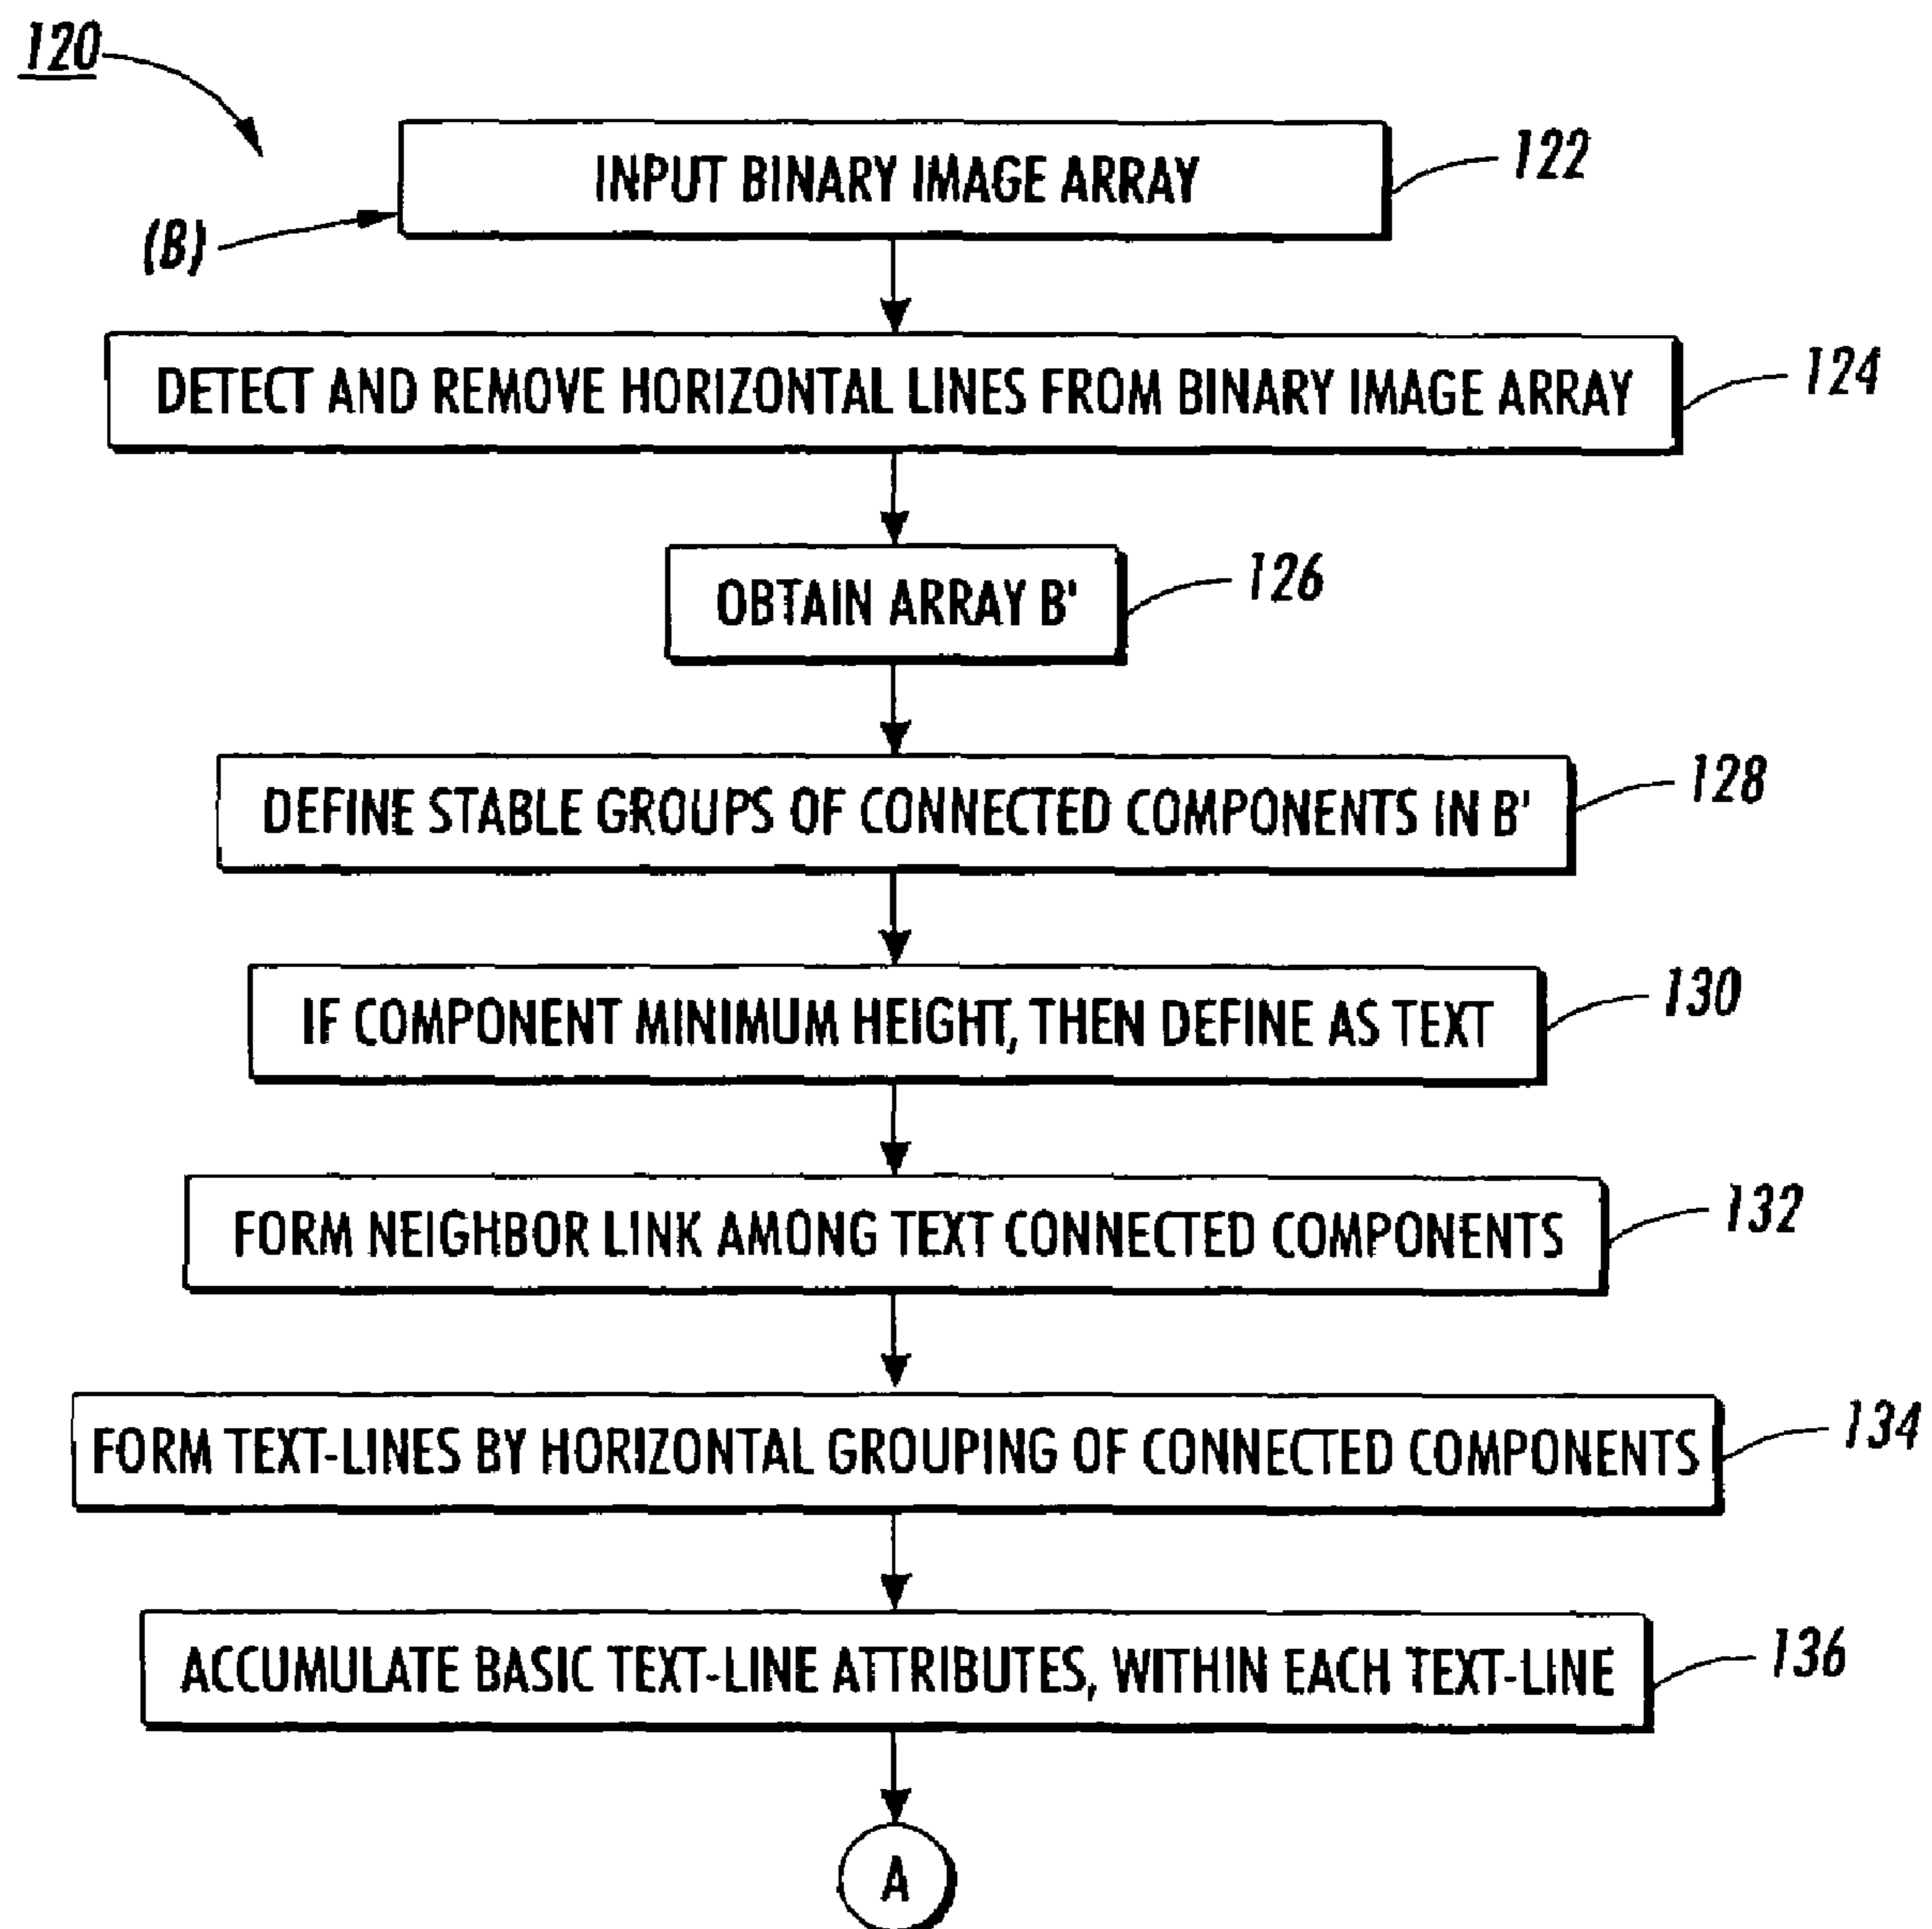 120
INPUT BINARY IMAGE ARRAY
122
(B)
DETECT AND REMOVE HORIZONTAL LINES FROM BINARY IMAGE ARRAY
124
OBTAIN ARRAY B'
126
DEFINE STABLE GROUPS OF CONNECTED COMPONENTS IN B'
128
IF COMPONENT MINIMUM HEIGHT, THEN DEFINE AS TEXT
130
FORM NEIGHBOR LINK AMONG TEXT CONNECTED COMPONENTS
132
FORM TEXT-LINES BY HORIZONTAL GROUPING OF CONNECTED COMPONENTS
134
ACCUMULATE BASIC TEXT-LINE ATTRIBUTES, WITHIN EACH TEXT-LINE
136
A